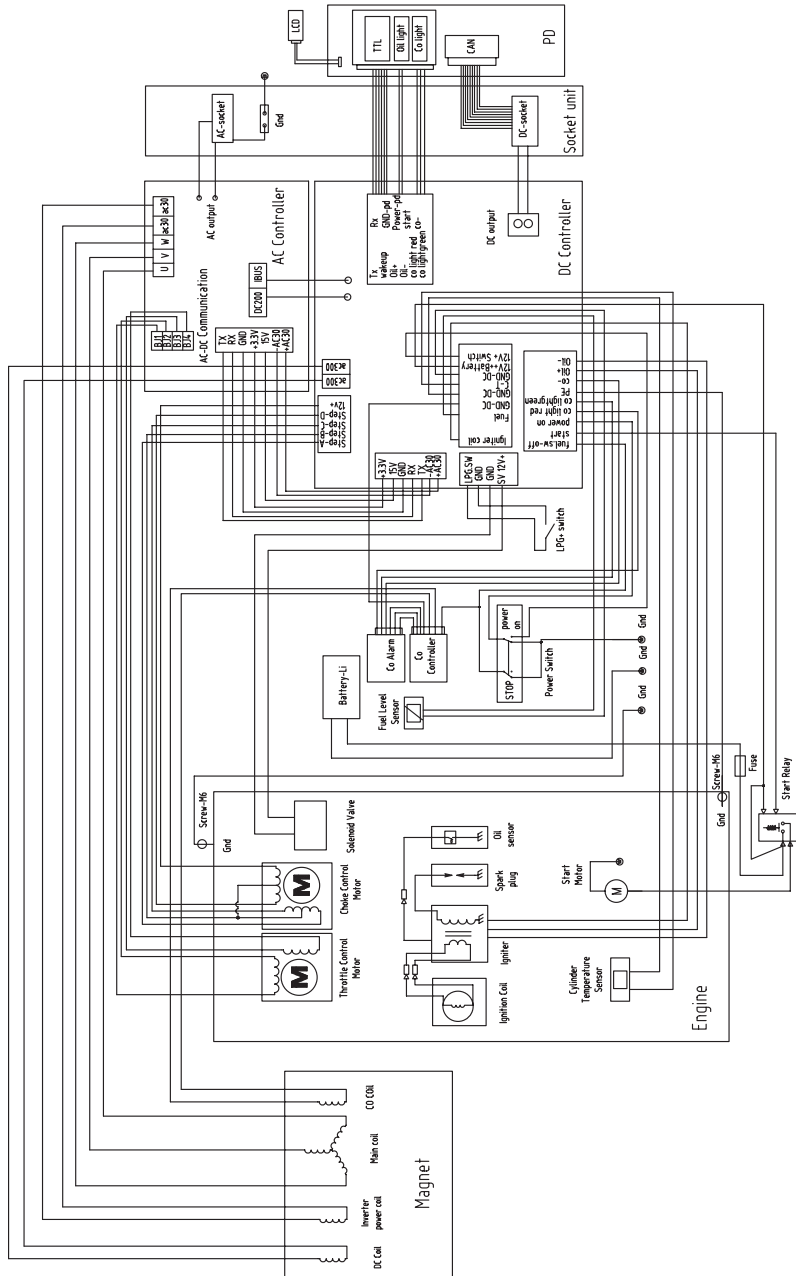 LCD
TTL
Oil light
Co light
CAN
PD
AC-socket
Gnd
DC-socket
Socket unit
ac30
ac30
W
V
U
AC output
AC Controller
AC-DC Communication
BJ1
BJ2
BJ3
BJ4
IBUS
DC200
TX
RX
GND
+3.3V
15V
-AC30
+AC30
ac300
ac300
12v+
Step-D
Step-C
Step-B
Step-A
Rx
GND-pd
Power-pd
start
co-
Tx
wakeup
Oil+
Oil-
co light red
co lightgreen
DC output
DC Controller
12V+ Switch
12V++Battery
GND-DC
C-T
GND-DC
GND-DC
Fuel
Igniter coil
Oil-
Oil+
co-
PE
co lightgreen
co light red
power on
start
fuel.sw-off
+3.3V
15V
GND
RX
TX
-AC30
+AC30
LPG.SW
GND
GND
SV 12V+
LPG+ switch
Co Alarm
Co
Controller
power
on
STOP
Power Switch
Battery-Li
Fuel Level
Sensor
Gnd
Gnd
Gnd
Screw-M6
Gnd
Solenoid Valve
Screw-M6
Gnd
Fuse
Start Relay
M
Choke Control
Motor
M
Throttle Control
Motor
Oil
sensor
Spark
plug
Igniter
Ignition Coil
Start
Motor
M
Cylinder
Temperature
Sensor
Engine
CO COil
Main coil
Inverter
power coil
DC Coil
Magnet